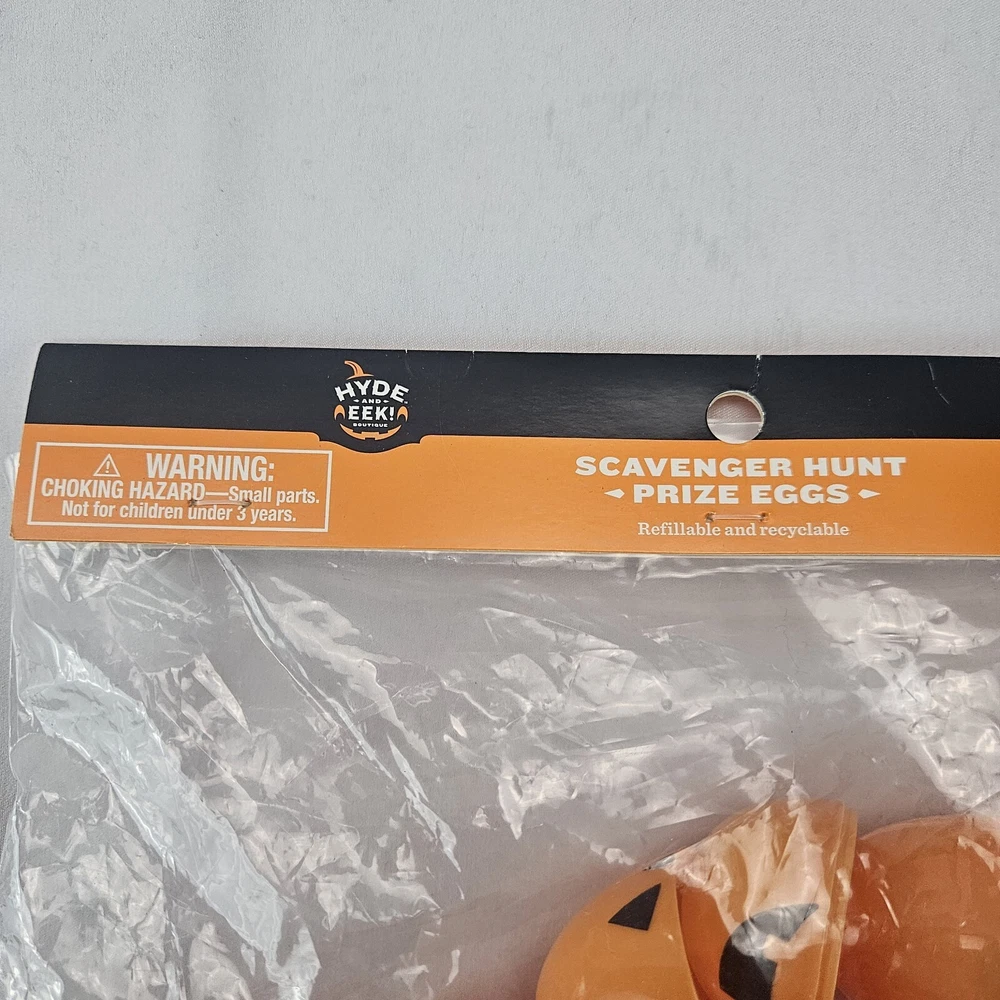 HYDE
AND
EEK!
BOUTIQUE
WARNING:
CHOKING HAZARD—Small parts.
Not for children under 3 years.
SCAVENGER HUNT
PRIZE EGGS
Refillable and recyclable